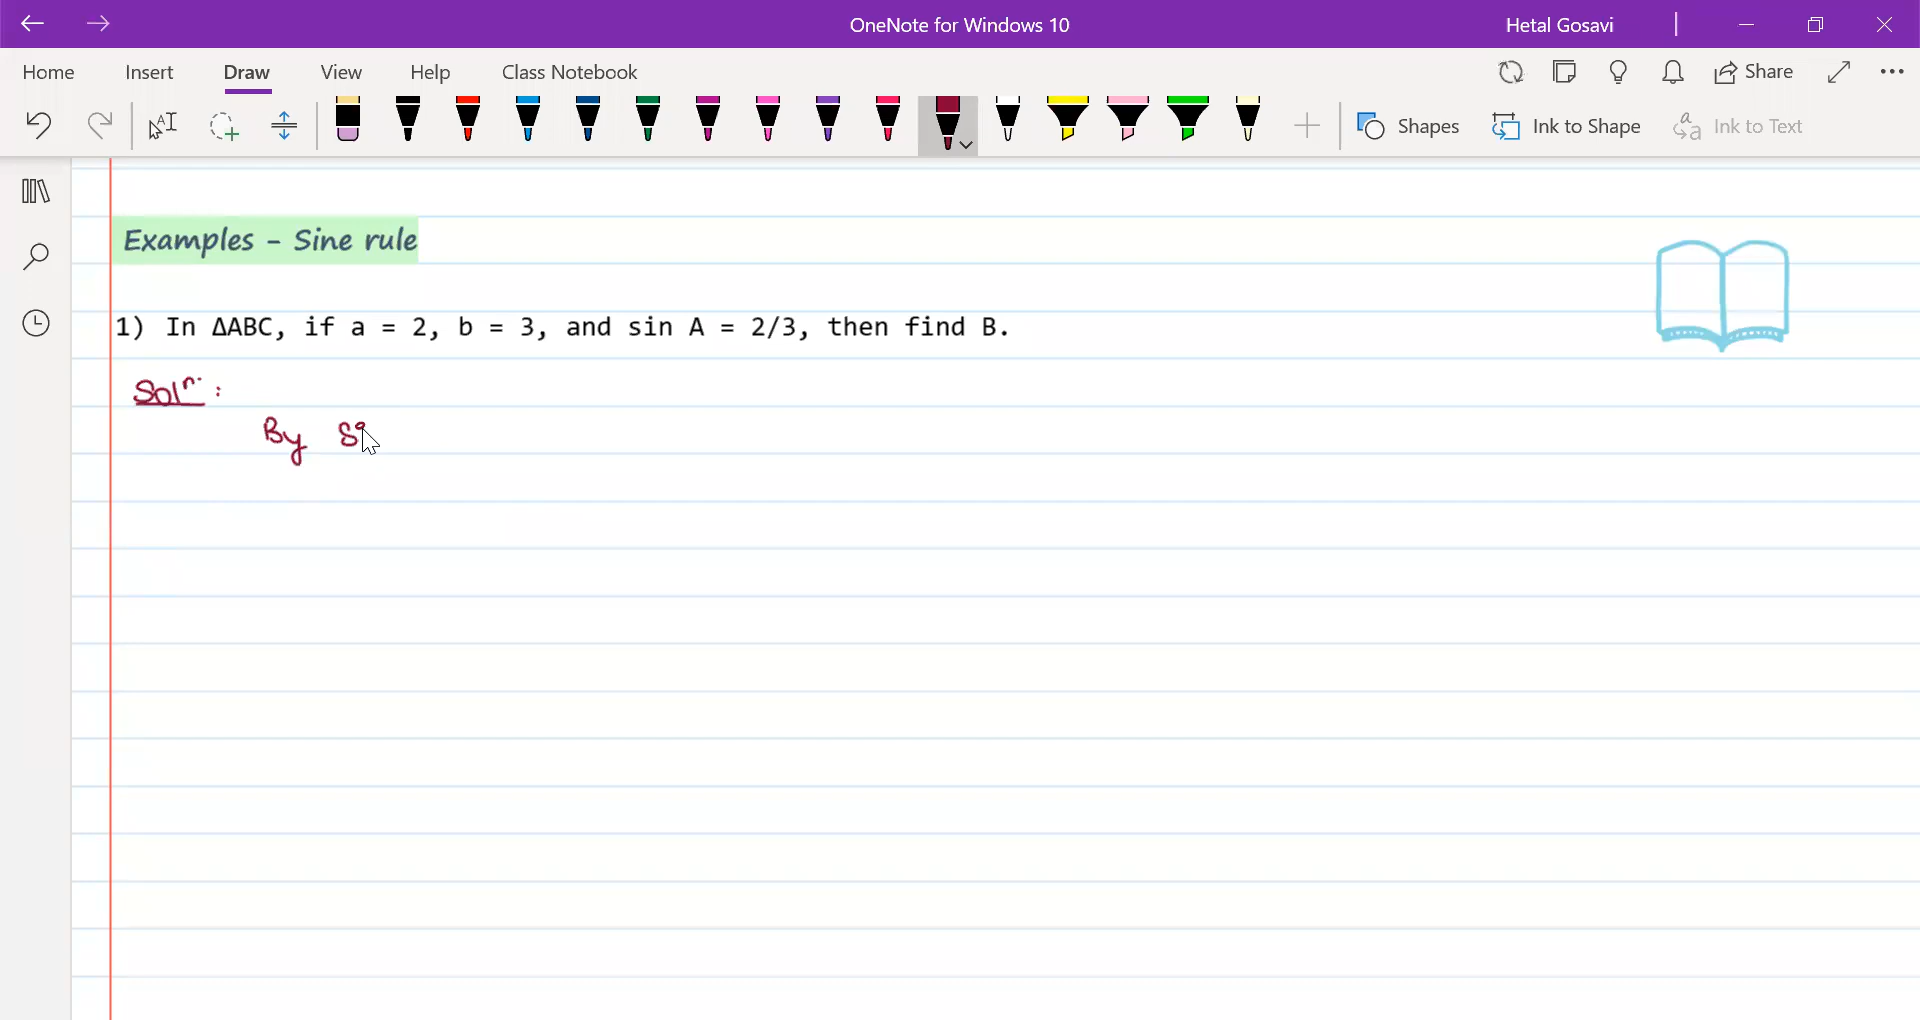 OneNote for Windows 10
Hetal Gosavi
Home Insert Draw View Help Class Notebook
Share
Shapes Ink to Shape Ink to Text
Examples - Sine rule
1) In ΔABC, if a = 2, b = 3, and sin A = 2/3, then find B.
Solⁿ. :
By Si